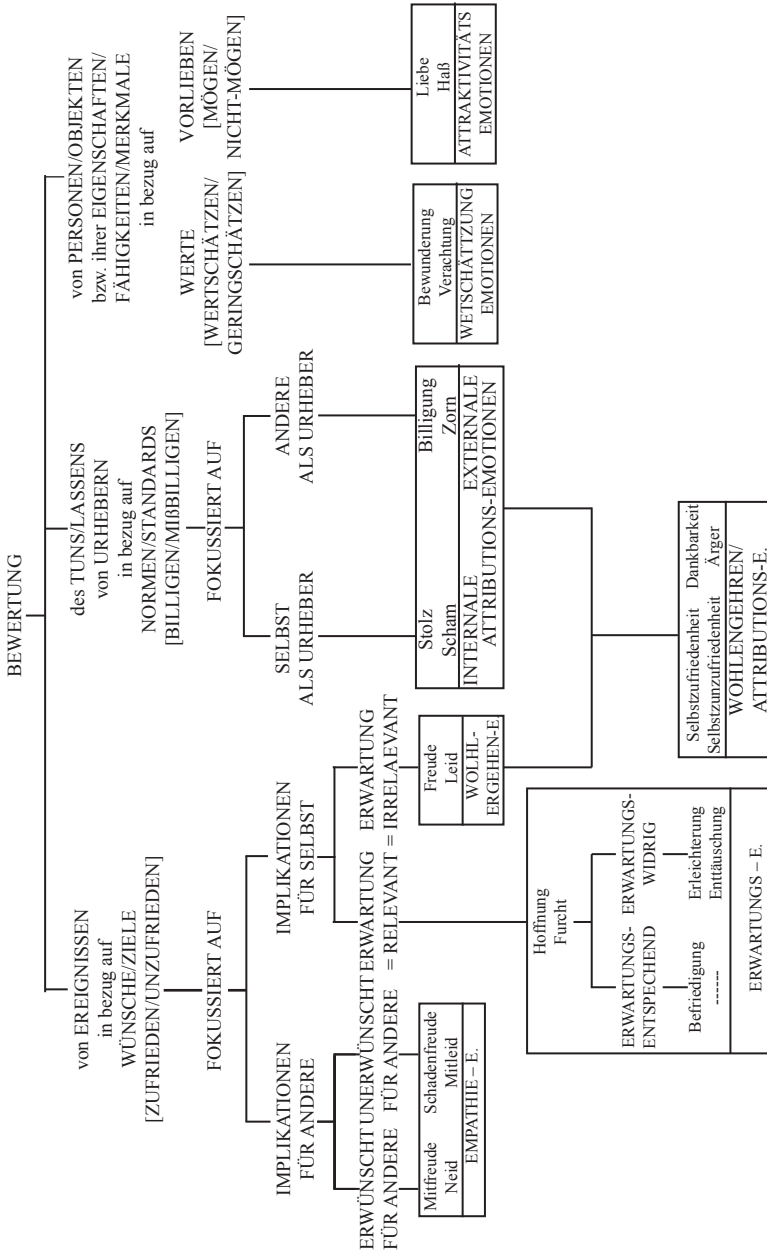 BEWERTUNG
von EREIGNISSEN
in bezug auf
WÜNSCHE/ZIELE
[ZUFRIEDEN/UNZUFRIEDEN]
des TUNS/LASSENS
von URHEBERN
in bezug auf
NORMEN/STANDARDS
[BILLIGEN/MIßBILLIGEN]
von PERSONEN/OBJEKTEN
bzw. ihrer EIGENSCHAFTEN/
FÄHIGKEITEN/MERKMALE
in bezug auf
FOKUSSIERT AUF
FOKUSSIERT AUF
WERTE
[WERTSCHÄTZEN/
GERINGSCHÄTZEN]
VORLIEBEN
[MÖGEN/
NICHT-MÖGEN]
IMPLIKATIONEN
FÜR ANDERE
IMPLIKATIONEN
FÜR SELBST
SELBST
ALS URHEBER
ANDERE
ALS URHEBER
ERWÜNSCHT
FÜR ANDERE
UNERWÜNSCHT
FÜR ANDERE
ERWARTUNG
= RELEVANT
ERWARTUNG
= IRRELAEVANT
Mitfreude Schadenfreude
Neid Mitleid
EMPATHIE – E.
Freude
Leid
WOLHL-
ERGEHEN-E.
Stolz Billigung
Scham Zorn
INTERNALE EXTERNALE
ATTRIBUTIONS-EMOTIONEN
Bewunderung
Verachtung
WETSCHÄTTZUNG
EMOTIONEN
Liebe
Haß
ATTRAKTIVITÄTS
EMOTIONEN
Hoffnung
Furcht
ERWARTUNGS-
ENTSPECHEND
ERWARTUNGS-
WIDRIG
Befriedigung Erleichterung
------ Enttäuschung
ERWARTUNGS – E.
Selbstzufriedenheit Dankbarkeit
Selbstzunzufriedenheit Ärger
WOHLENGEHREN/
ATTRIBUTIONS-E.